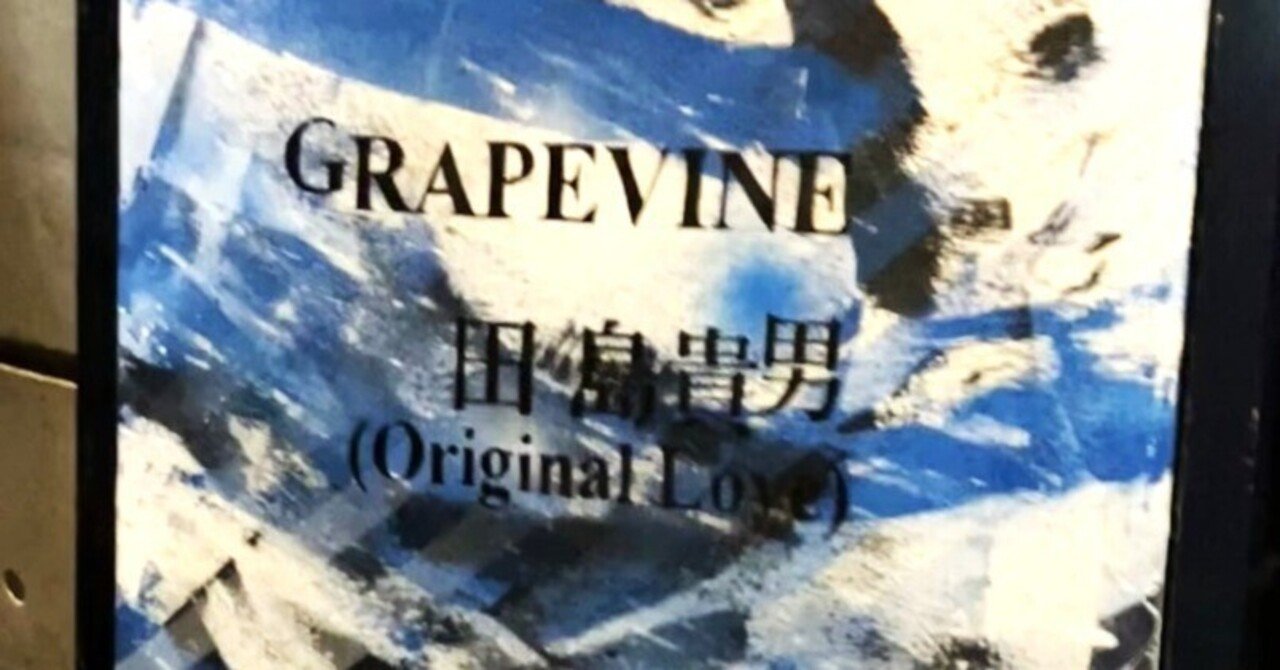 GRAPEVINE
田島貴男
(Original Love)